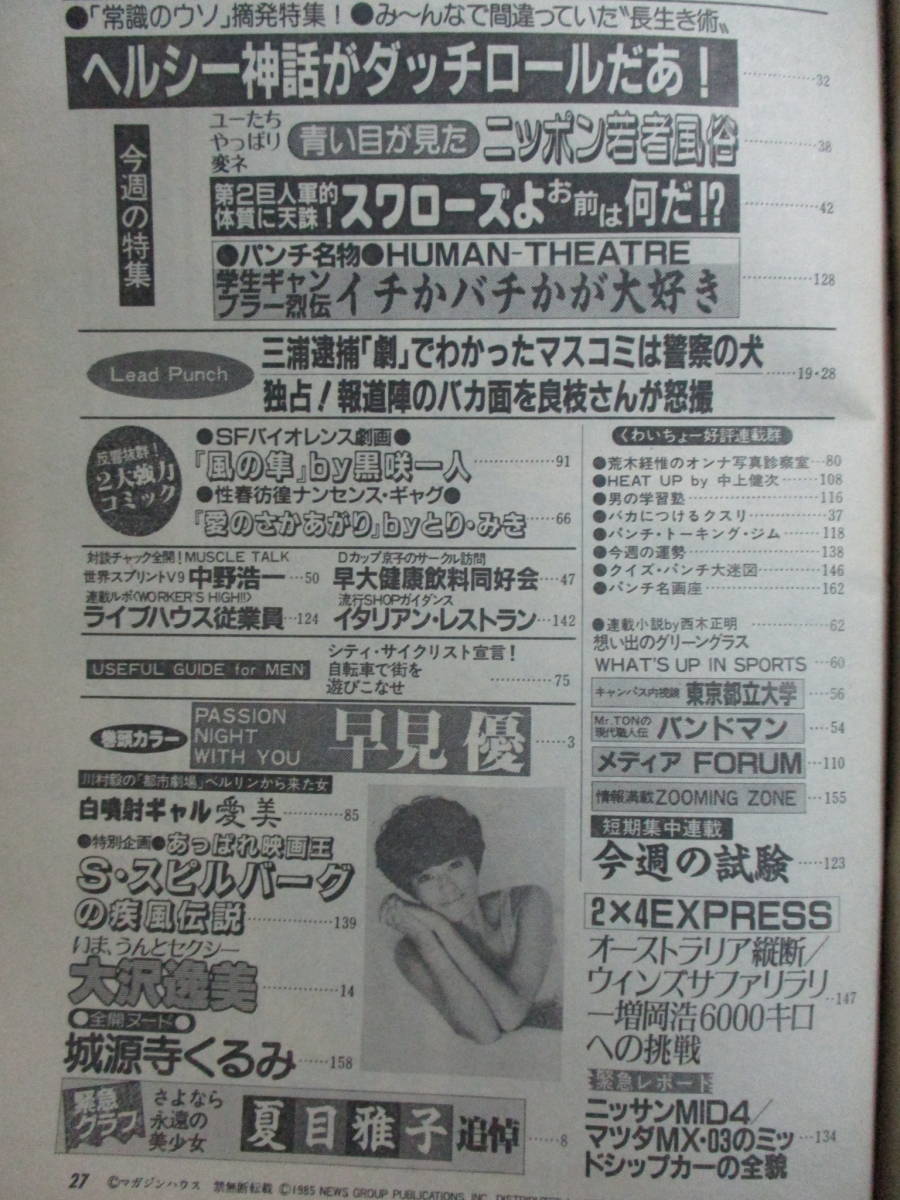 ●「常識のウソ」摘発特集！●み〜んなで間違っていた〝長生き術〟
ヘルシー神話がダッチロールだあ！ ……32
今週の特集
ユーたち
やっぱり
変ネ
青い目が見た ニッポン若者風俗 ……38
第2巨人軍的
体質に天誅！
スワローズよお前は何だ!? ……42
●パンチ名物●HUMAN-THEATRE
学生ギャン
ブラー烈伝
イチかバチかが大好き ……128
Lead Punch
三浦逮捕「劇」でわかったマスコミは警察の犬
独占！報道陣のバカ面を良枝さんが怒撮
……19・28
反響抜群！
2大強力
コミック
●SFバイオレンス劇画●
『風の隼』by黒咲一人 ……91
●性春彷徨ナンセンス・ギャグ●
『愛のさかあがり』byとり・みき ……66
対談チャック全開！MUSCLE TALK
世界スプリントV9 中野浩一 …50
連載ルポ〈WORKER'S HIGH!!〉
ライブハウス従業員 …124
Dカップ京子のサークル訪問
早大健康飲料同好会 …47
流行SHOPガイダンス
イタリアン・レストラン …142
USEFUL GUIDE for MEN
シティ・サイクリスト宣言！
自転車で街を
遊びこなせ
……75
巻頭カラー
PASSION
NIGHT
WITH YOU
早見優 ……3
川村毅の「都市劇場」ベルリンから来た女
白噴射ギャル愛美 ……85
●特別企画●あっぱれ映画王
S・スピルバーグ
の疾風伝説 ……139
いま、うんとセクシー
大沢逸美 ……14
●全開ヌード●
城源寺くるみ ……158
緊急
グラフ
さよなら
永遠の
美少女
夏目雅子追悼 ……8
くわいちょー好評連載群
●荒木経惟のオンナ写真診察室 …80
●HEAT UP by 中上健次 ……108
●男の学習塾 ……116
●バカにつけるクスリ ……37
●パンチ・トーキング・ジム ……118
●今週の運勢 ……138
●クイズ・パンチ大迷図 ……146
●パンチ名画座 ……162
●連載小説by西木正明 ……62
想い出のグリーングラス
WHAT'S UP IN SPORTS …60
キャンパス内視鏡 東京都立大学 …56
Mr.TONの
現代職人伝
バンドマン …54
メディア FORUM …110
情報満載ZOOMING ZONE …155
短期集中連載
今週の試験 …123
2×4EXPRESS
オーストラリア縦断/
ウインズサファリラリ
ー増岡浩6000キロ
への挑戦
…147
緊急レポート
ニッサンMID4/
マツダMX・03のミッ
ドシップカーの全貌
…134
27 ©マガジンハウス 禁無断転載 ©1985 NEWS GROUP PUBLICATIONS, INC.